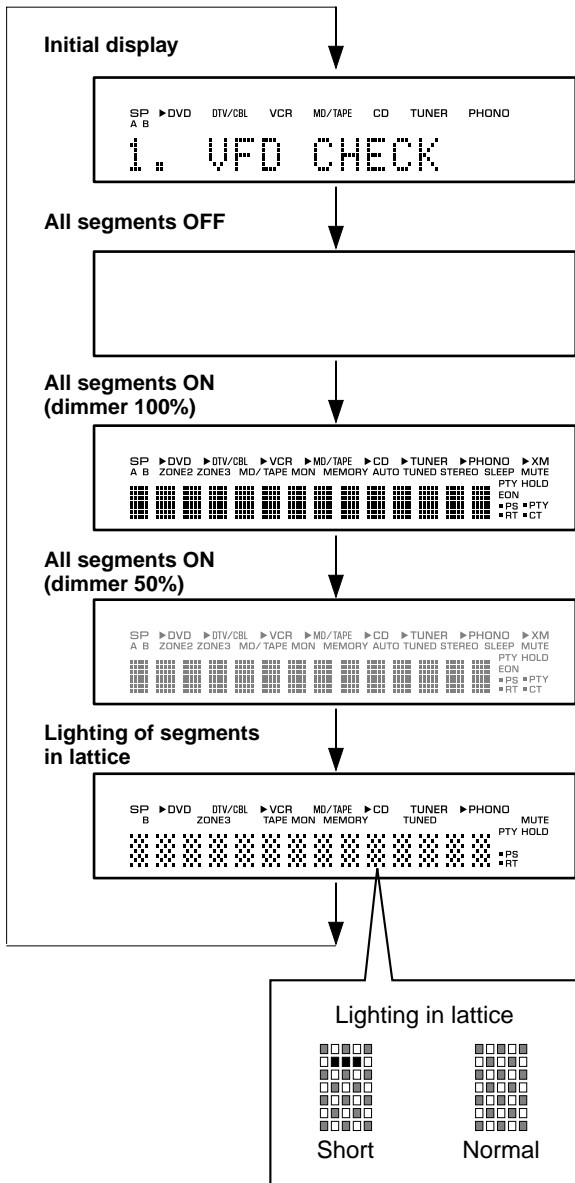 Initial display
SP ▶DVD DTV/CBL VCR MD/TAPE CD TUNER PHONO
A B
1. VFD CHECK
All segments OFF
All segments ON
(dimmer 100%)
SP ▶DVD ▶DTV/CBL ▶VCR ▶MD/TAPE ▶CD ▶TUNER ▶PHONO ▶XM
A B ZONE2 ZONE3 MD/TAPE MON MEMORY AUTO TUNED STEREO SLEEP MUTE
PTY HOLD
EON
▪PS ▪PTY
▪RT ▪CT
All segments ON
(dimmer 50%)
SP ▶DVD ▶DTV/CBL ▶VCR ▶MD/TAPE ▶CD ▶TUNER ▶PHONO ▶XM
A B ZONE2 ZONE3 MD/TAPE MON MEMORY AUTO TUNED STEREO SLEEP MUTE
PTY HOLD
EON
▪PS ▪PTY
▪RT ▪CT
Lighting of segments
in lattice
SP ▶DVD DTV/CBL ▶VCR MD/TAPE ▶CD TUNER ▶PHONO
B ZONE3 TAPE MON MEMORY TUNED MUTE
PTY HOLD
▪PS
▪RT
Lighting in lattice
Short Normal